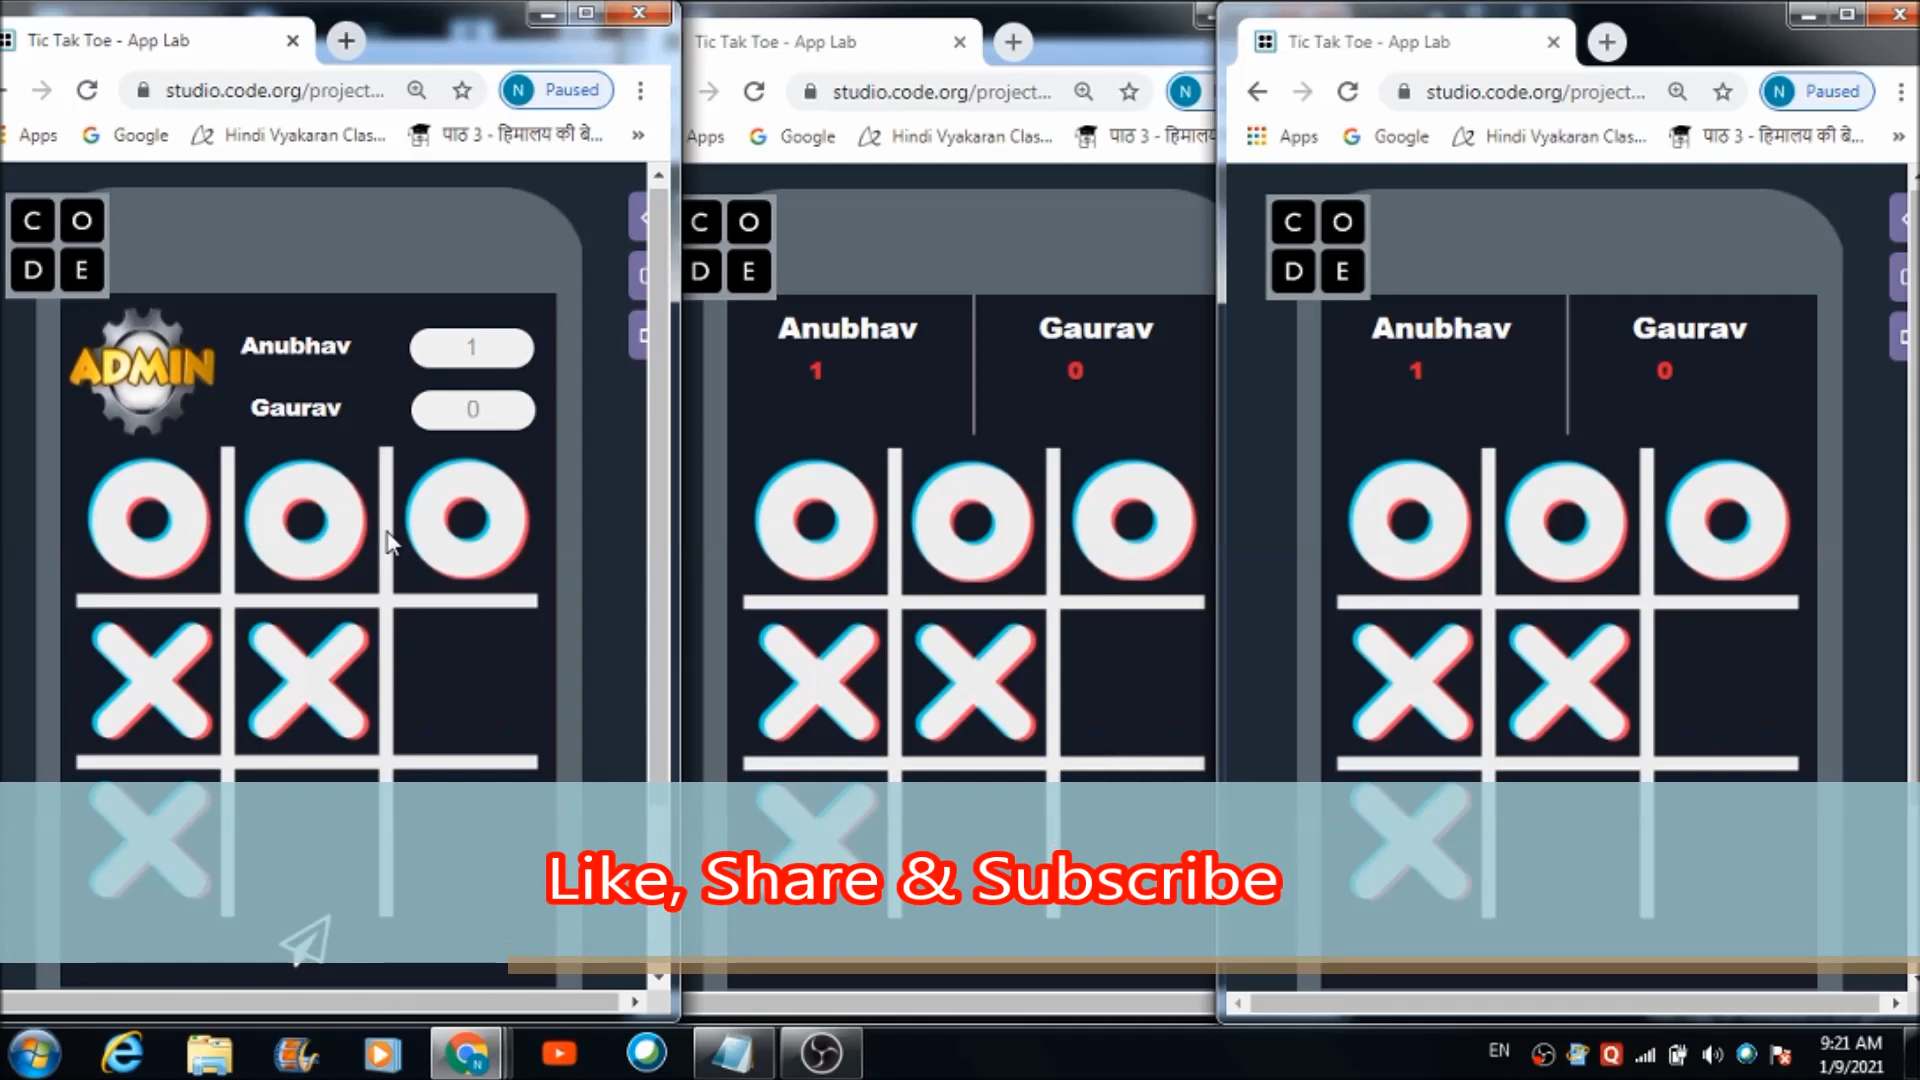 Tic Tak Toe - App Lab
studio.code.org/project...
N Paused
Apps Google Hindi Vyakaran Clas... पाठ 3 - हिमालय की बे... »
C O
D E
ADMIN
Anubhav 1
Gaurav 0
Tic Tak Toe - App Lab
studio.code.org/project...
N
Apps Google Hindi Vyakaran Clas... पाठ 3 - हिमाल
C O
D E
Anubhav Gaurav
1 0
Tic Tak Toe - App Lab
studio.code.org/project...
N Paused
Apps Google Hindi Vyakaran Clas... पाठ 3 - हिमालय की बे... »
C O
D E
Anubhav Gaurav
1 0
Like, Share & Subscribe
EN
9:21 AM
1/9/2021